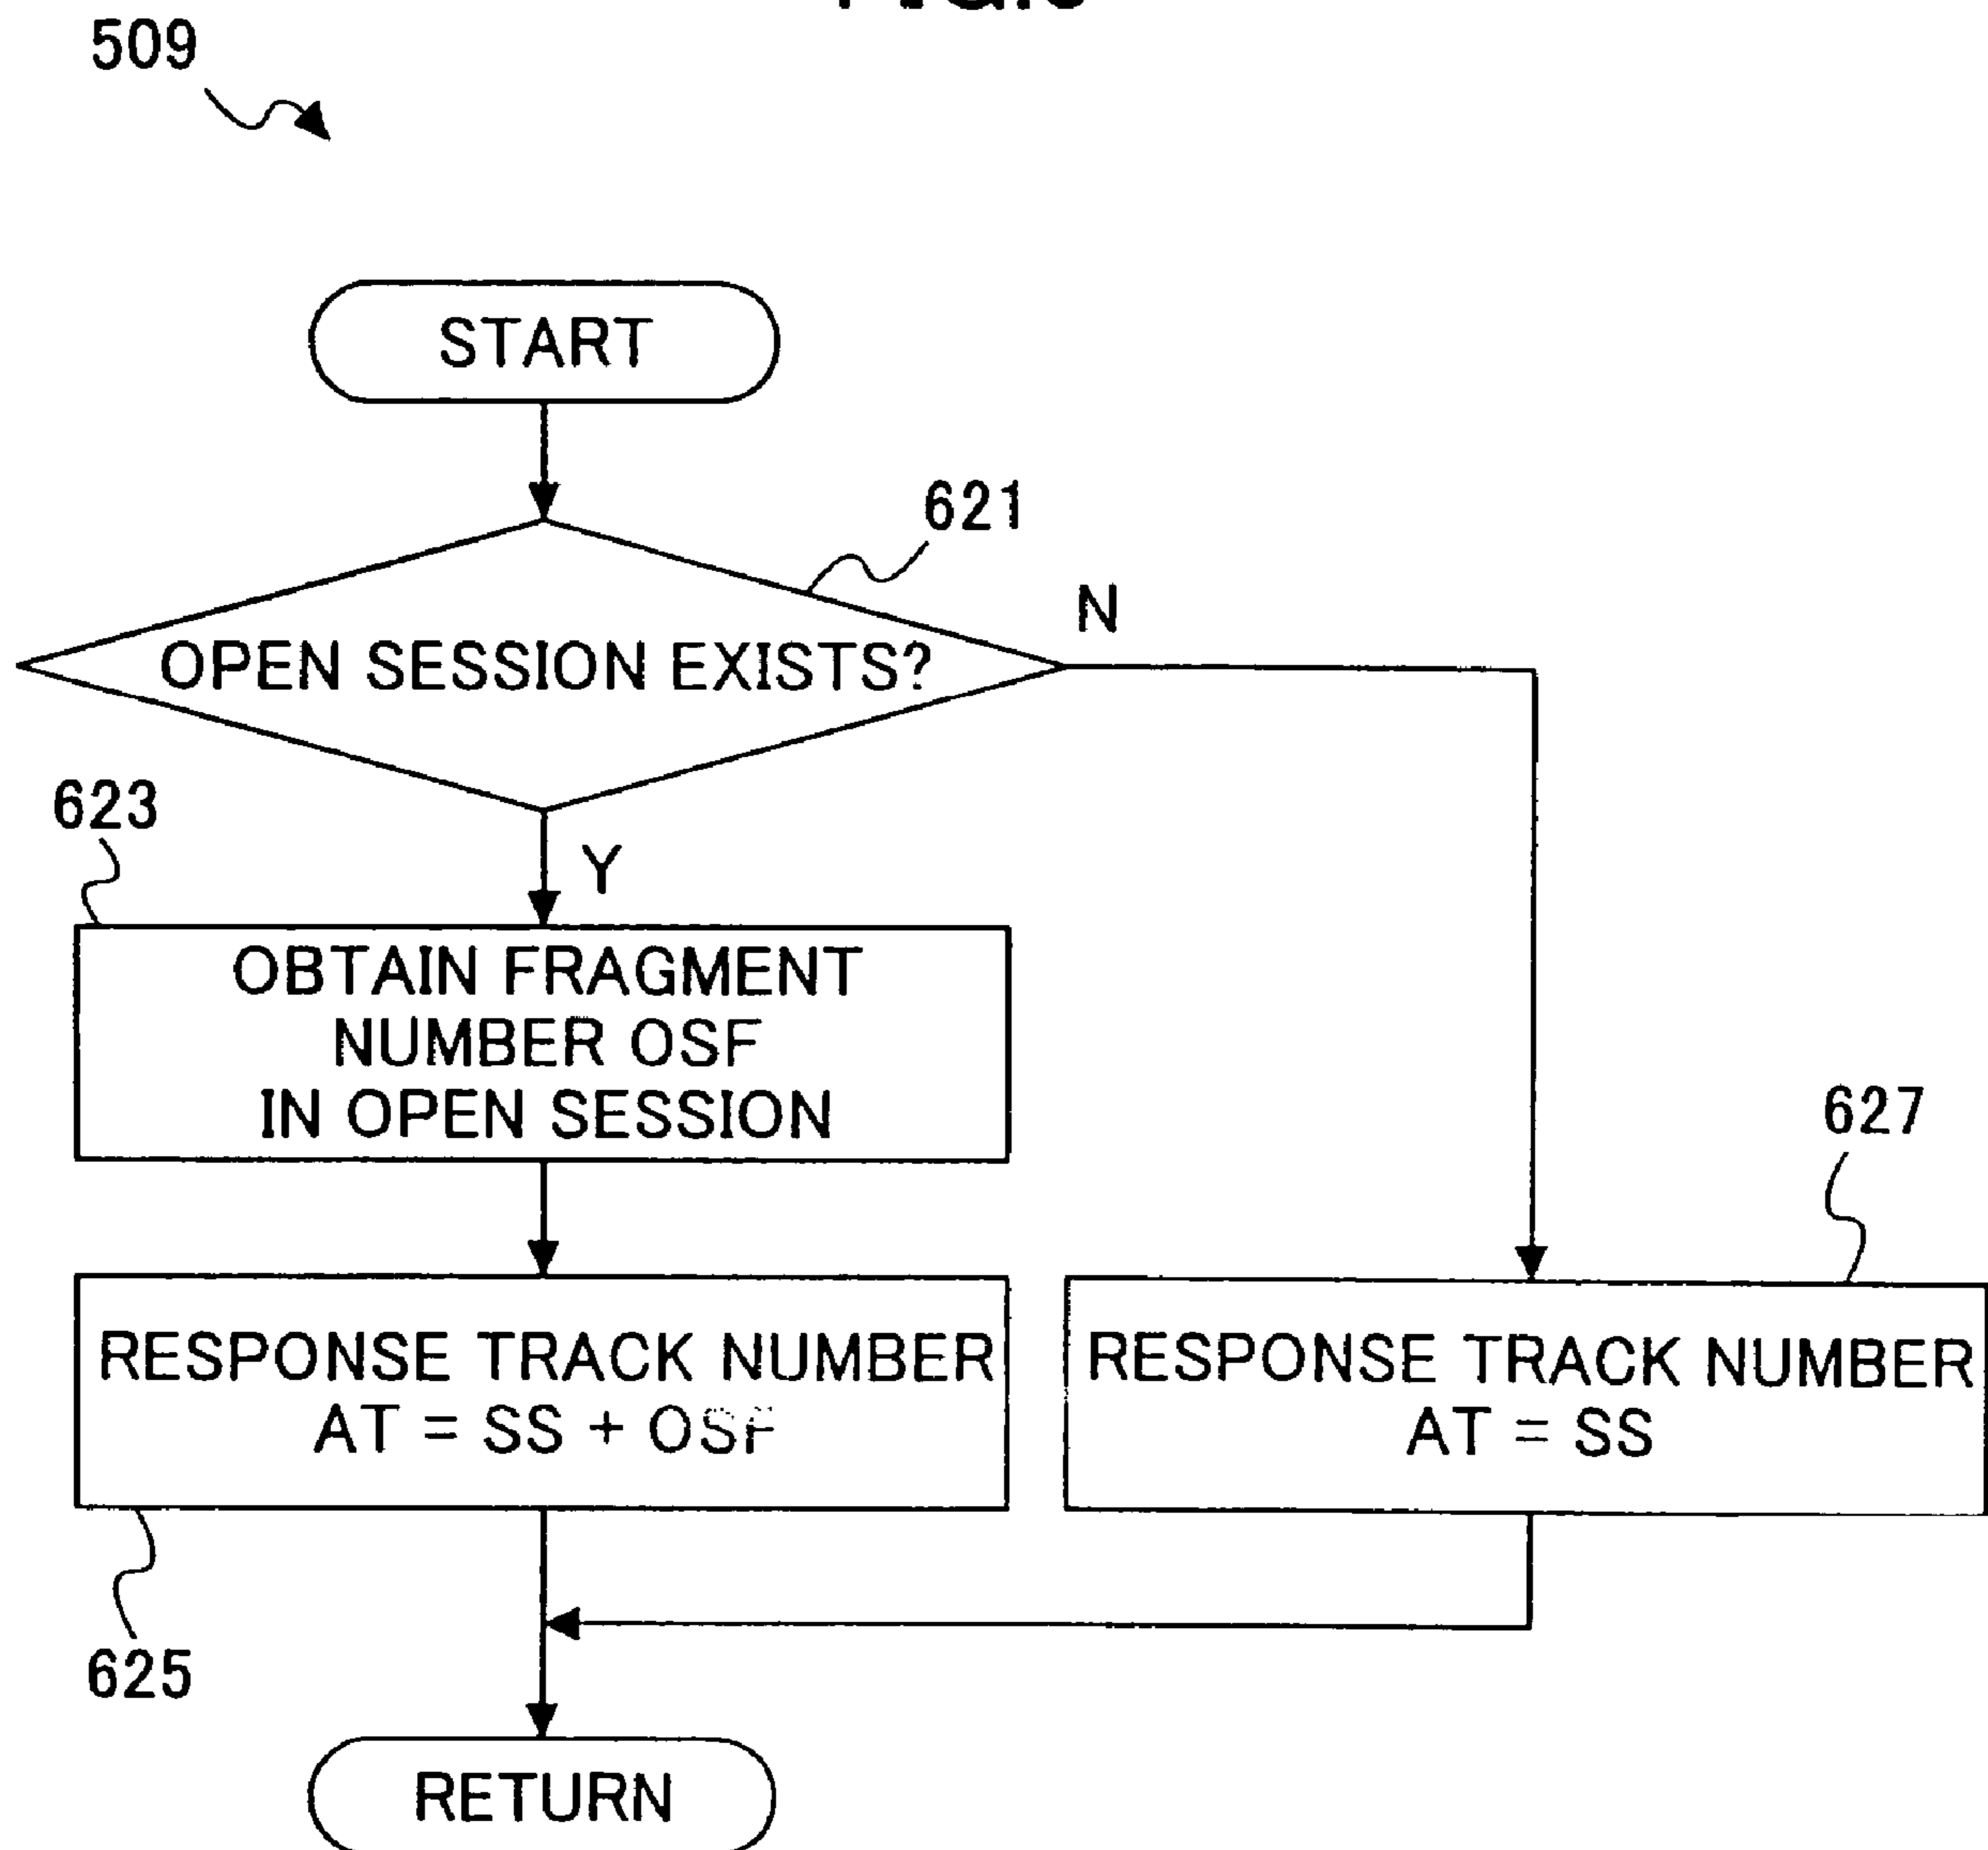 509
START
621
N
OPEN SESSION EXISTS?
623
Y
OBTAIN FRAGMENT
NUMBER OSF
IN OPEN SESSION
627
RESPONSE TRACK NUMBER
AT = SS + OSF
RESPONSE TRACK NUMBER
AT = SS
625
RETURN